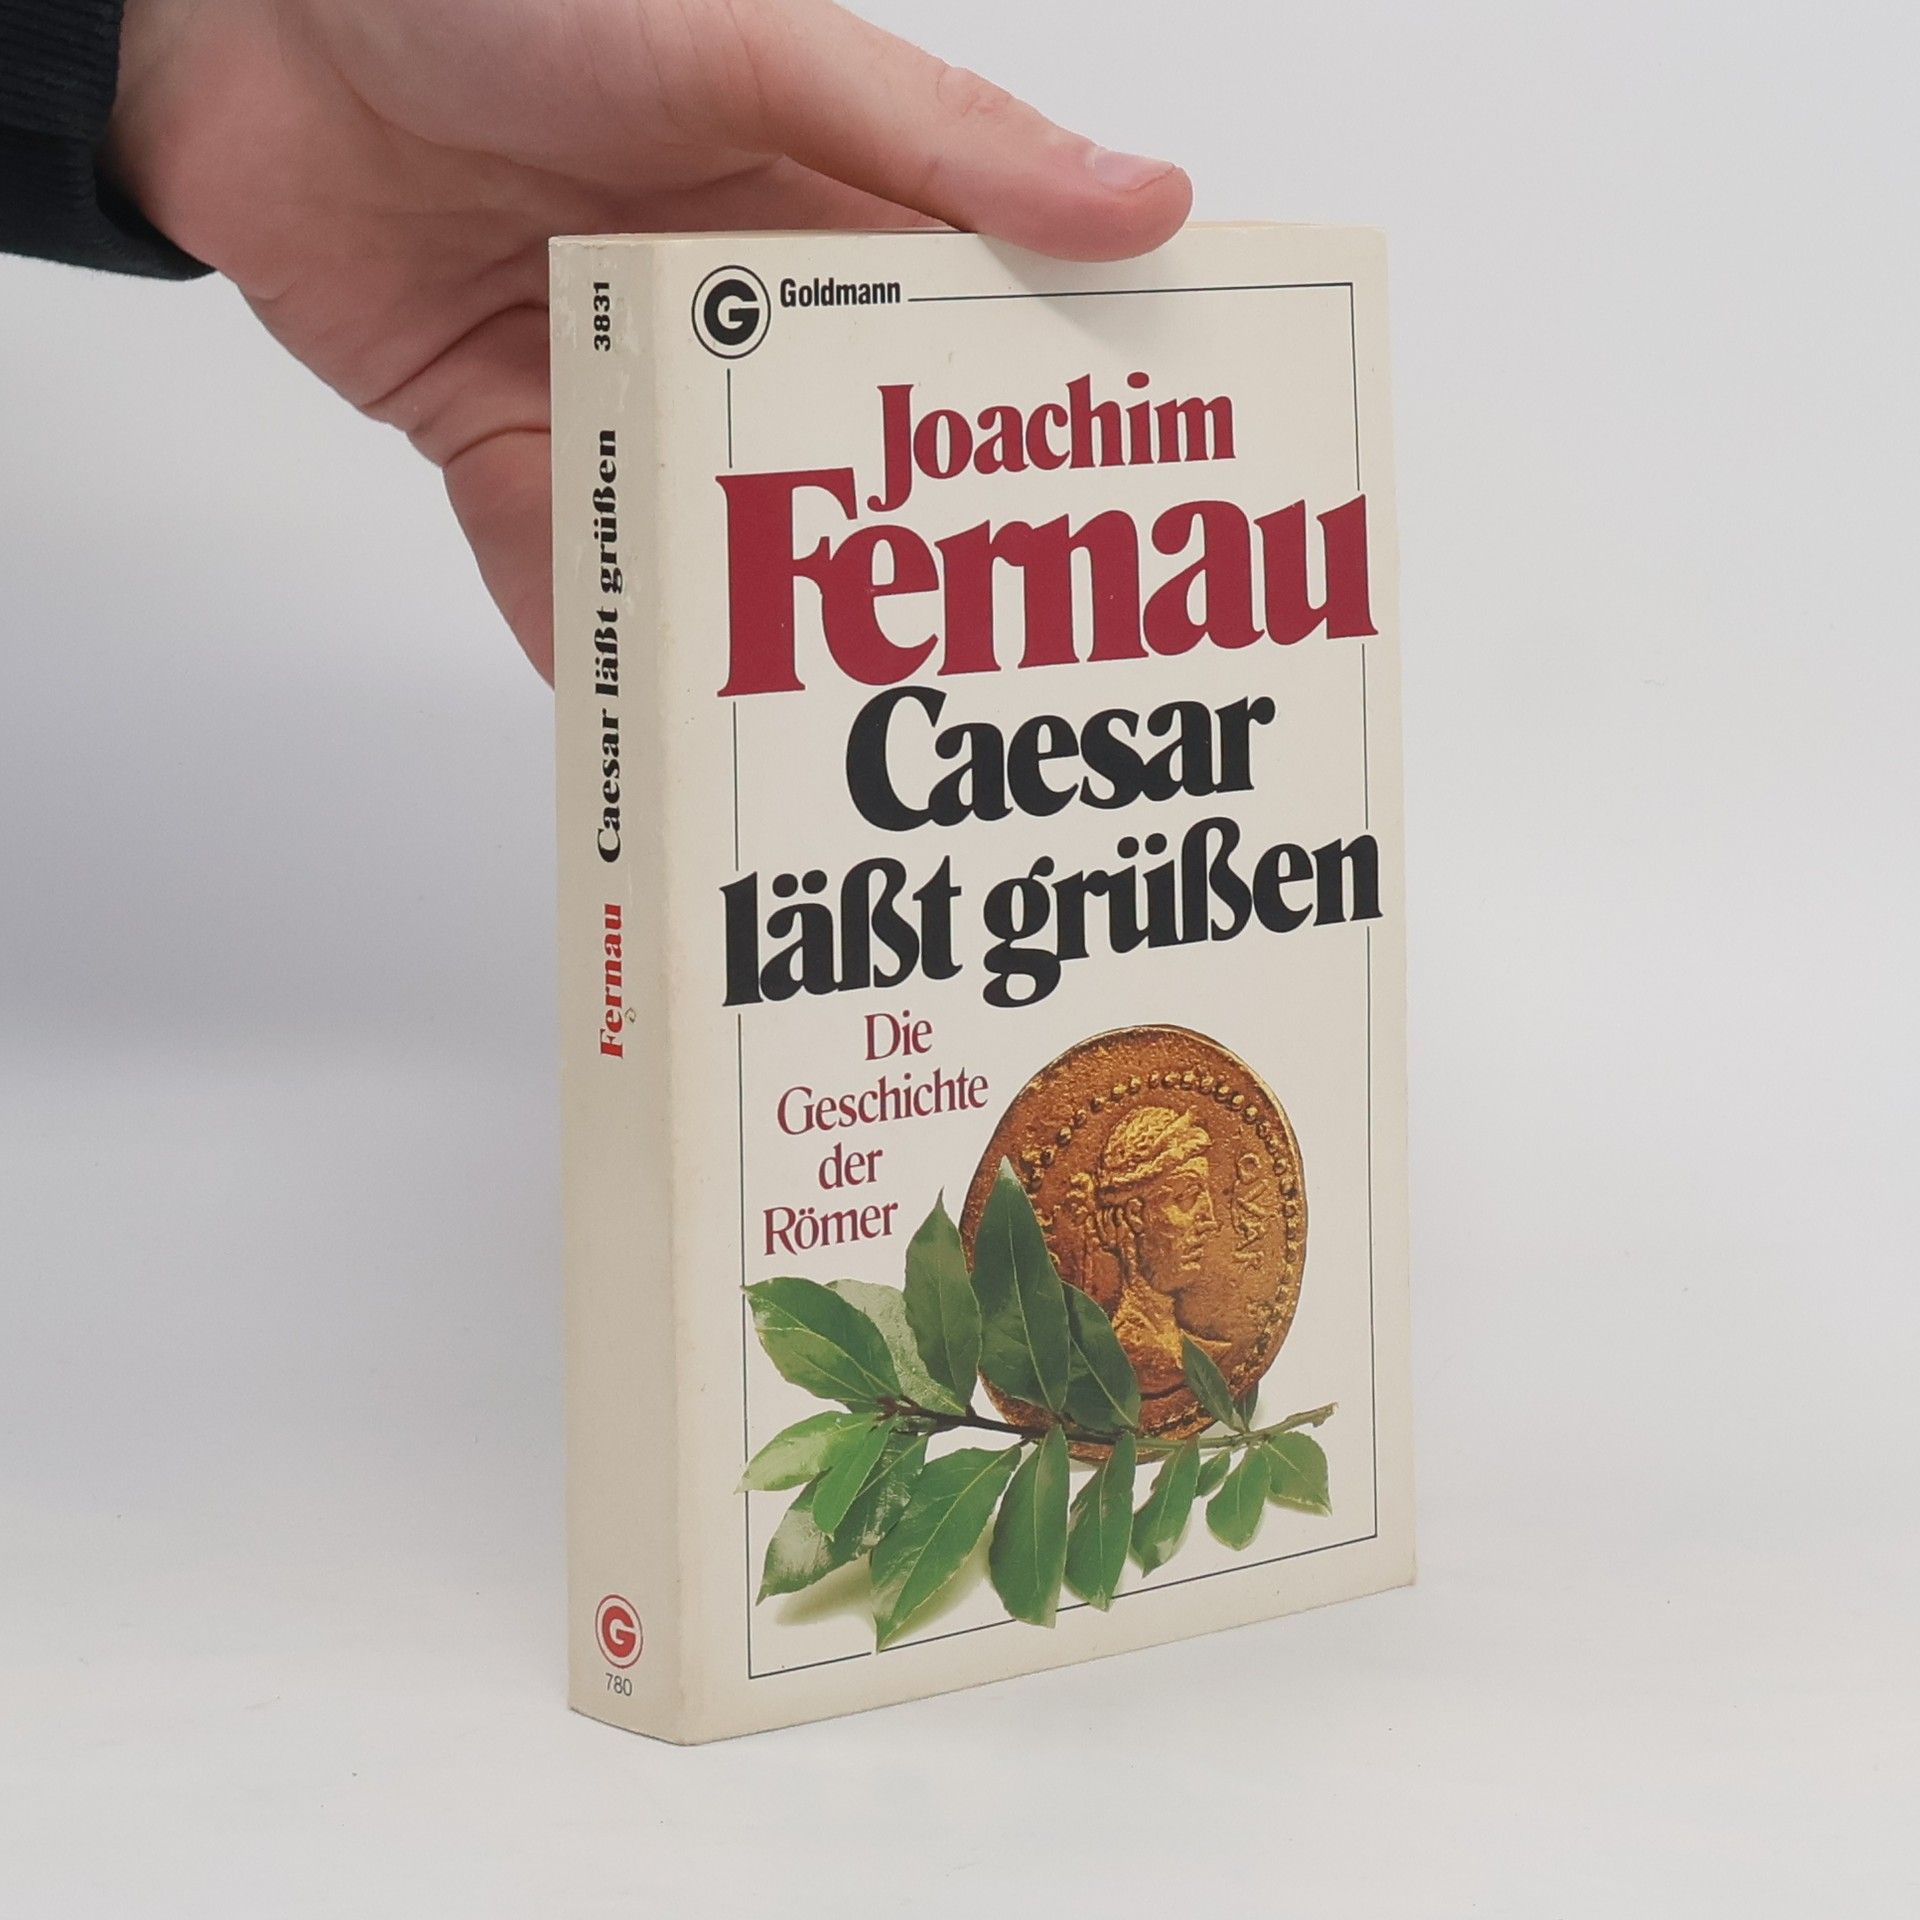 Goldmann
Joachim
Fernau
Caesar
läßt grüßen
Die
Geschichte
der
Römer
Fernau Caesar läßt grüßen 3831
G
780